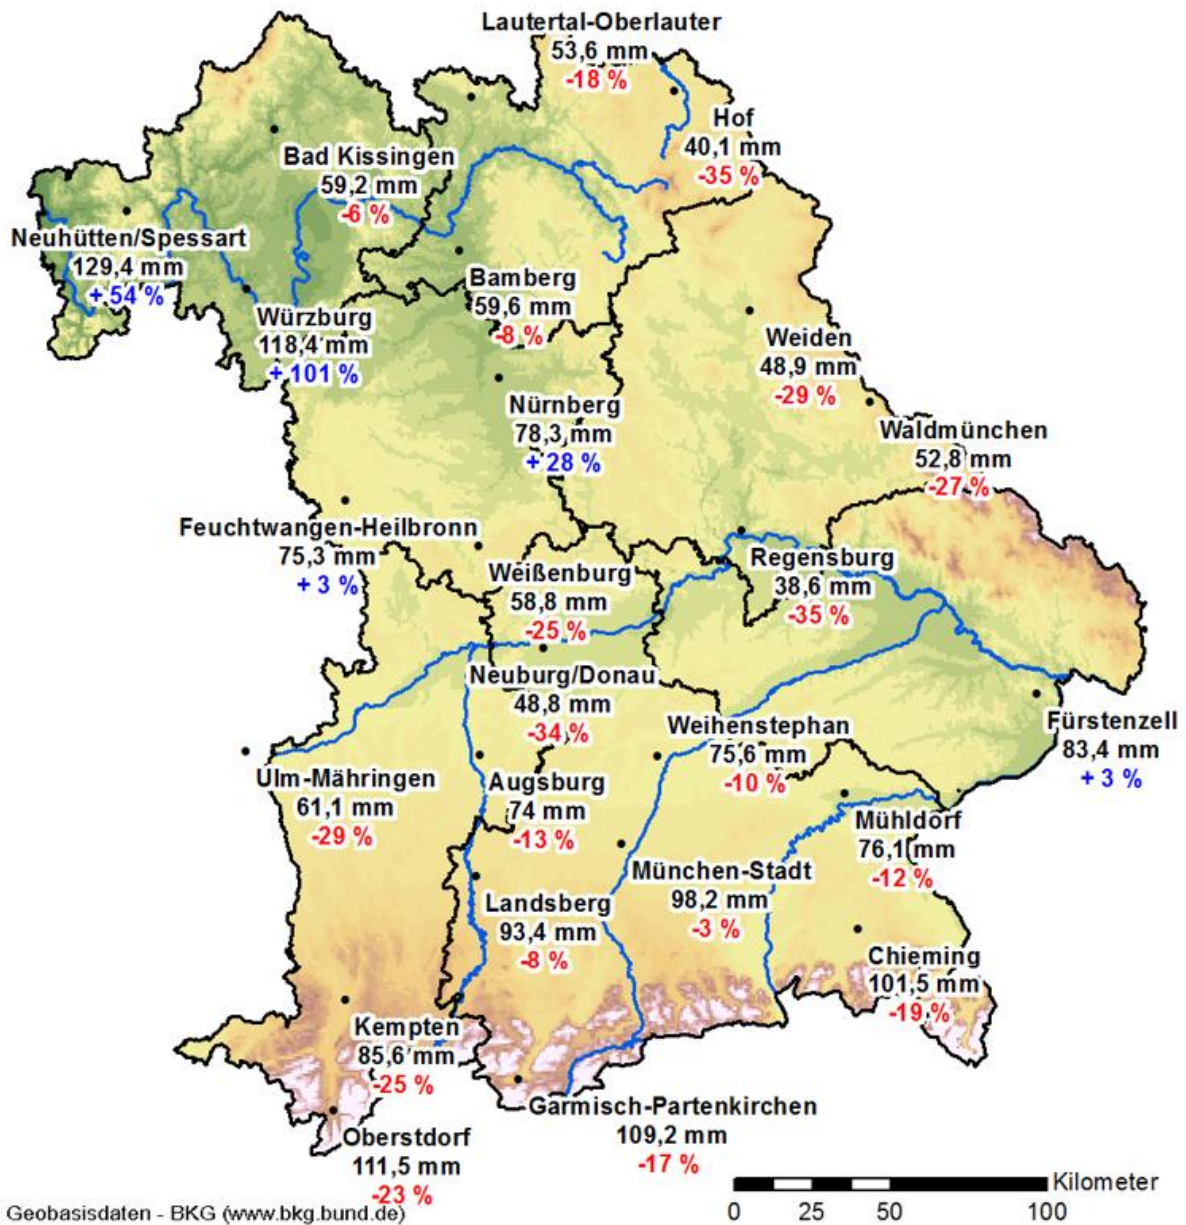 Lautertal-Oberlauter
53,6 mm
-18 %
Hof
40,1 mm
-35 %
Bad Kissingen
59,2 mm
-6 %
Neuhütten/Spessart
129,4 mm
+ 54 %
Bamberg
59,6 mm
-8 %
Würzburg
118,4 mm
+ 101 %
Weiden
48,9 mm
-29 %
Nürnberg
78,3 mm
+ 28 %
Waldmünchen
52,8 mm
-27 %
Feuchtwangen-Heilbronn
75,3 mm
+ 3 %
Weißenburg
58,8 mm
-25 %
Regensburg
38,6 mm
-35 %
Neuburg/Donau
48,8 mm
-34 %
Weihenstephan
75,6 mm
-10 %
Fürstenzell
83,4 mm
+ 3 %
Ulm-Mähringen
61,1 mm
-29 %
Augsburg
74 mm
-13 %
Mühldorf
76,1 mm
-12 %
München-Stadt
98,2 mm
-3 %
Landsberg
93,4 mm
-8 %
Chieming
101,5 mm
-19 %
Kempten
85,6 mm
-25 %
Garmisch-Partenkirchen
109,2 mm
-17 %
Oberstdorf
111,5 mm
-23 %
Kilometer
0 25 50 100
Geobasisdaten - BKG (www.bkg.bund.de)